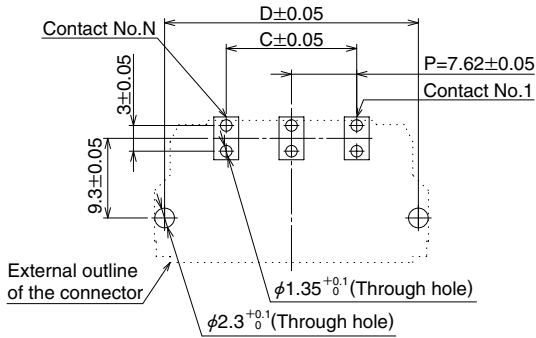 D±0.05
Contact No.N
C±0.05
P=7.62±0.05
3±0.05
Contact No.1
9.3±0.05
External outline
of the connector
φ1.35 +0.1 0 (Through hole)
φ2.3 +0.1 0 (Through hole)